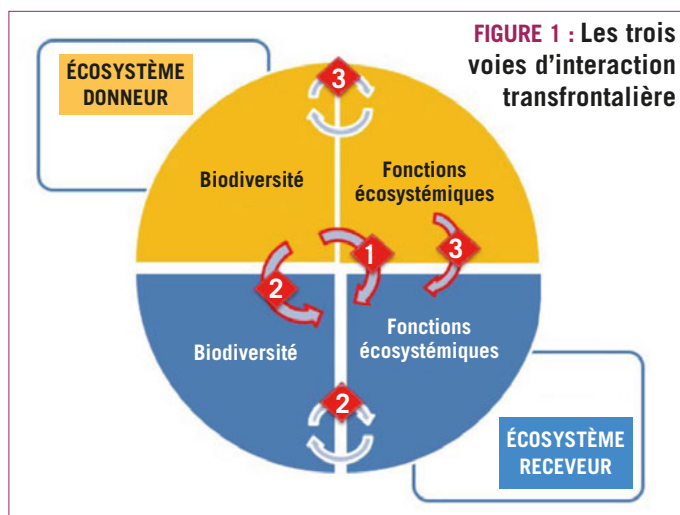 FIGURE 1 : Les trois
voies d’interaction
transfrontalière
ÉCOSYSTÈME
DONNEUR
3
Biodiversité
Fonctions
écosystémiques
1
3
2
Biodiversité
Fonctions
écosystémiques
2
ÉCOSYSTÈME
RECEVEUR